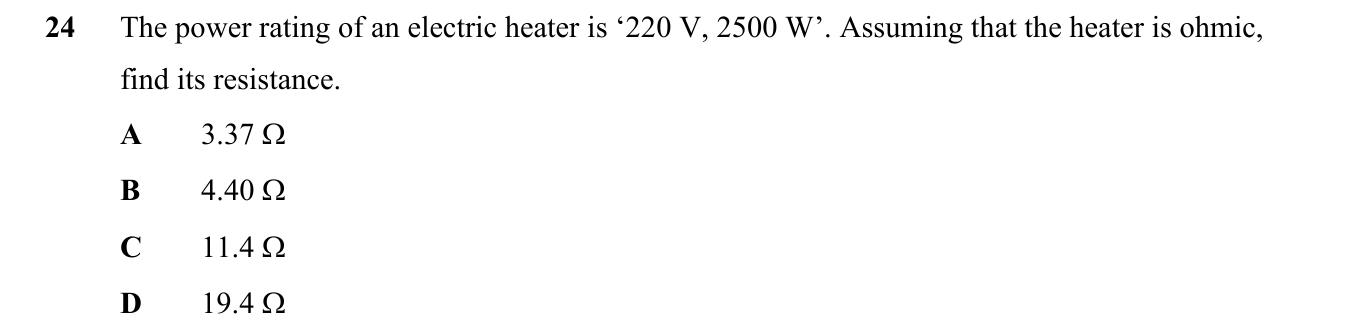 24 The power rating of an electric heater is ‘220 V, 2500 W’. Assuming that the heater is ohmic,
find its resistance.
A 3.37 Ω
B 4.40 Ω
C 11.4 Ω
D 19.4 Ω